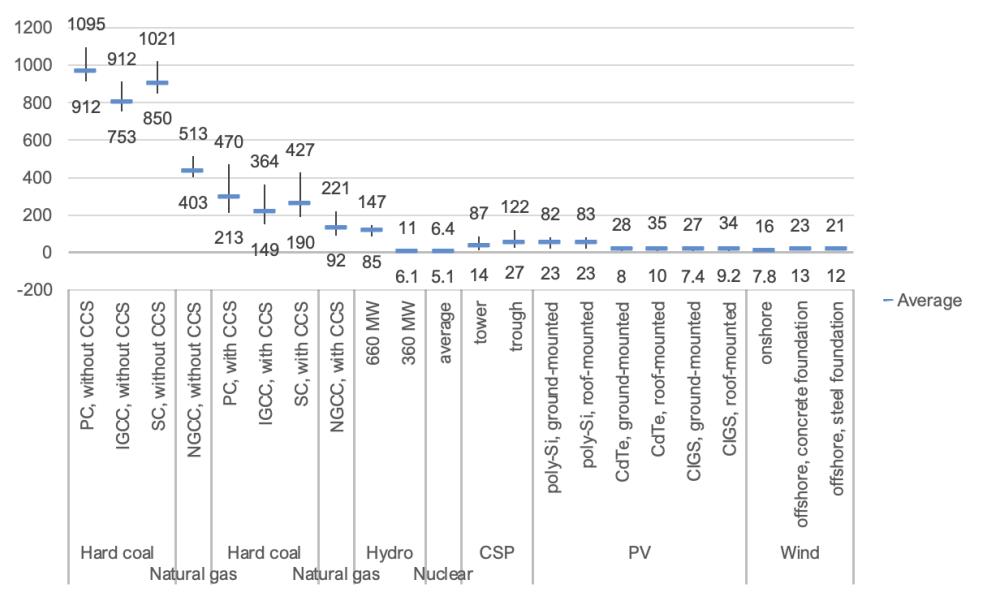 1200
1000
800
600
400
200
0
-200
1095
912
912
753
1021
850
513
403
470
213
364
149
427
190
221
92
147
85
11
6.1
6.4
5.1
87
14
122
27
82
23
83
23
28
8
35
10
27
7.4
34
9.2
16
7.8
23
13
21
12
Average
PC, without CCS
IGCC, without CCS
SC, without CCS
NGCC, without CCS
PC, with CCS
IGCC, with CCS
SC, with CCS
NGCC, with CCS
660 MW
360 MW
average
tower
trough
poly-Si, ground-mounted
poly-Si, roof-mounted
CdTe, ground-mounted
CdTe, roof-mounted
CIGS, ground-mounted
CIGS, roof-mounted
onshore
offshore, concrete foundation
offshore, steel foundation
Hard coal
Natural gas
Hard coal
Natural gas
Hydro
Nuclear
CSP
PV
Wind